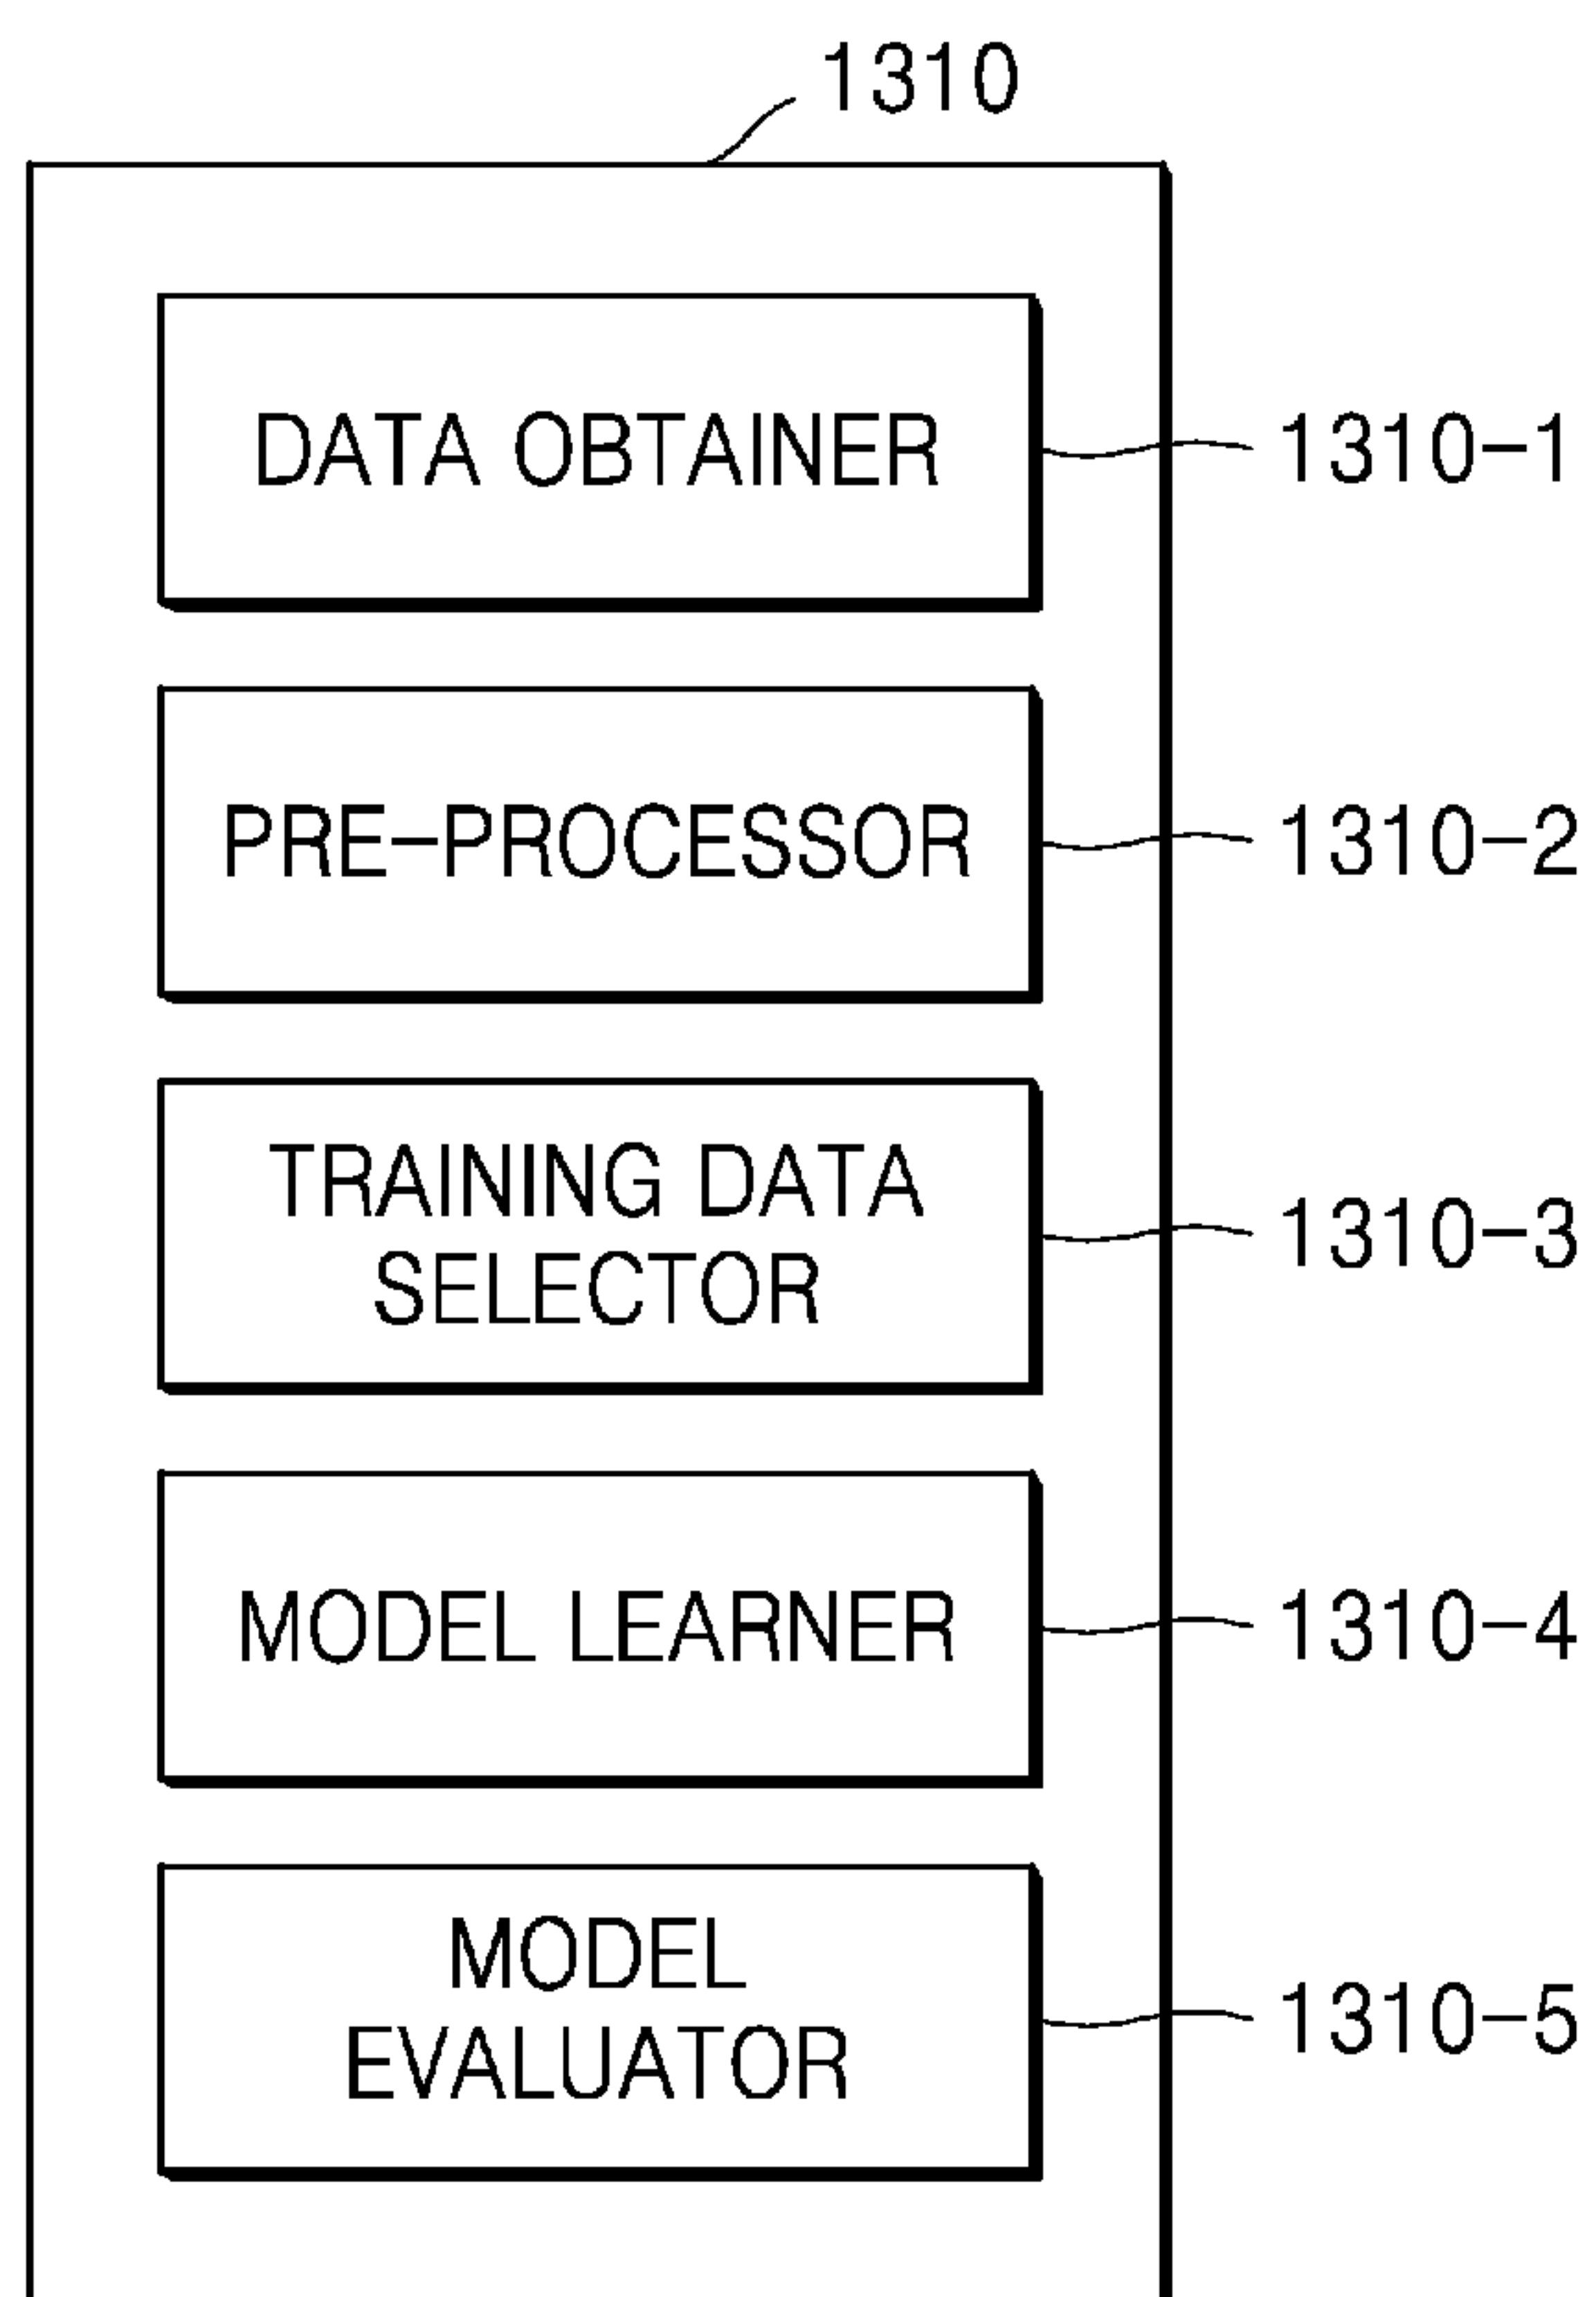 1310
DATA OBTAINER
1310-1
PRE-PROCESSOR
1310-2
TRAINING DATA
SELECTOR
1310-3
MODEL LEARNER
1310-4
MODEL
EVALUATOR
1310-5